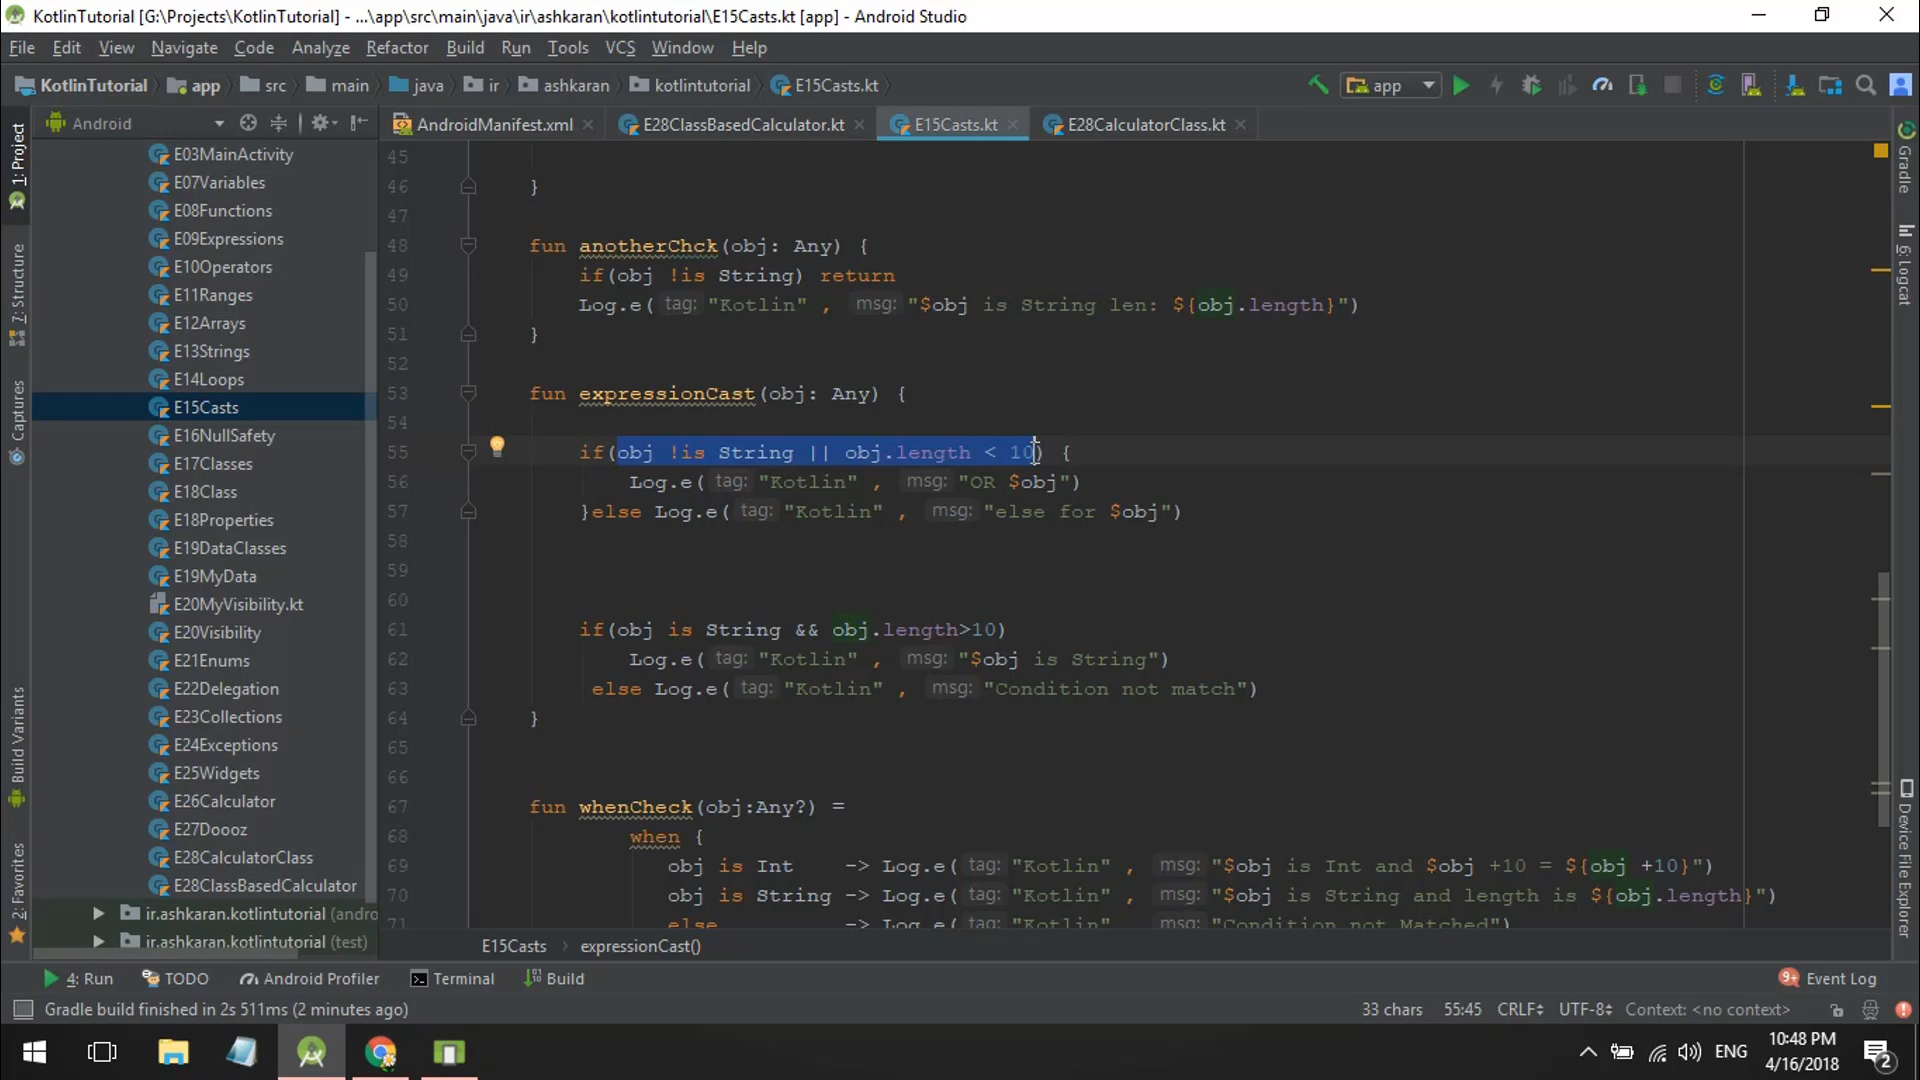 KotlinTutorial [G:\Projects\KotlinTutorial] - ...\app\src\main\java\ir\ashkaran\kotlintutorial\E15Casts.kt [app] - Android Studio
File Edit View Navigate Code Analyze Refactor Build Run Tools VCS Window Help
KotlinTutorial app src main java ir ashkaran kotlintutorial E15Casts.kt app
Android AndroidManifest.xml E28ClassBasedCalculator.kt E15Casts.kt E28CalculatorClass.kt
1: Project
7: Structure
Captures
Build Variants
2: Favorites
E03MainActivity
E07Variables
E08Functions
E09Expressions
E10Operators
E11Ranges
E12Arrays
E13Strings
E14Loops
E15Casts
E16NullSafety
E17Classes
E18Class
E18Properties
E19DataClasses
E19MyData
E20MyVisibility.kt
E20Visibility
E21Enums
E22Delegation
E23Collections
E24Exceptions
E25Widgets
E26Calculator
E27Doooz
E28CalculatorClass
E28ClassBasedCalculator
ir.ashkaran.kotlintutorial (andro
ir.ashkaran.kotlintutorial (test)
45
46 }
47
48 fun anotherChck(obj: Any) {
49 if(obj !is String) return
50 Log.e( tag: "Kotlin" , msg: "$obj is String len: ${obj.length}")
51 }
52
53 fun expressionCast(obj: Any) {
54
55 if(obj !is String || obj.length < 10) {
56 Log.e( tag: "Kotlin" , msg: "OR $obj")
57 }else Log.e( tag: "Kotlin" , msg: "else for $obj")
58
59
60
61 if(obj is String && obj.length>10)
62 Log.e( tag: "Kotlin" , msg: "$obj is String")
63 else Log.e( tag: "Kotlin" , msg: "Condition not match")
64 }
65
66
67 fun whenCheck(obj:Any?) =
68 when {
69 obj is Int -> Log.e( tag: "Kotlin" , msg: "$obj is Int and $obj +10 = ${obj +10}")
70 obj is String -> Log.e( tag: "Kotlin" , msg: "$obj is String and length is ${obj.length}")
71 else -> Log.e( tag: "Kotlin" , msg: "Condition not Matched")
E15Casts expressionCast()
Gradle
6: Logcat
Device File Explorer
4: Run TODO Android Profiler Terminal Build 9+ Event Log
Gradle build finished in 2s 511ms (2 minutes ago) 33 chars 55:45 CRLF UTF-8 Context: <no context>
ENG
10:48 PM
4/16/2018
2